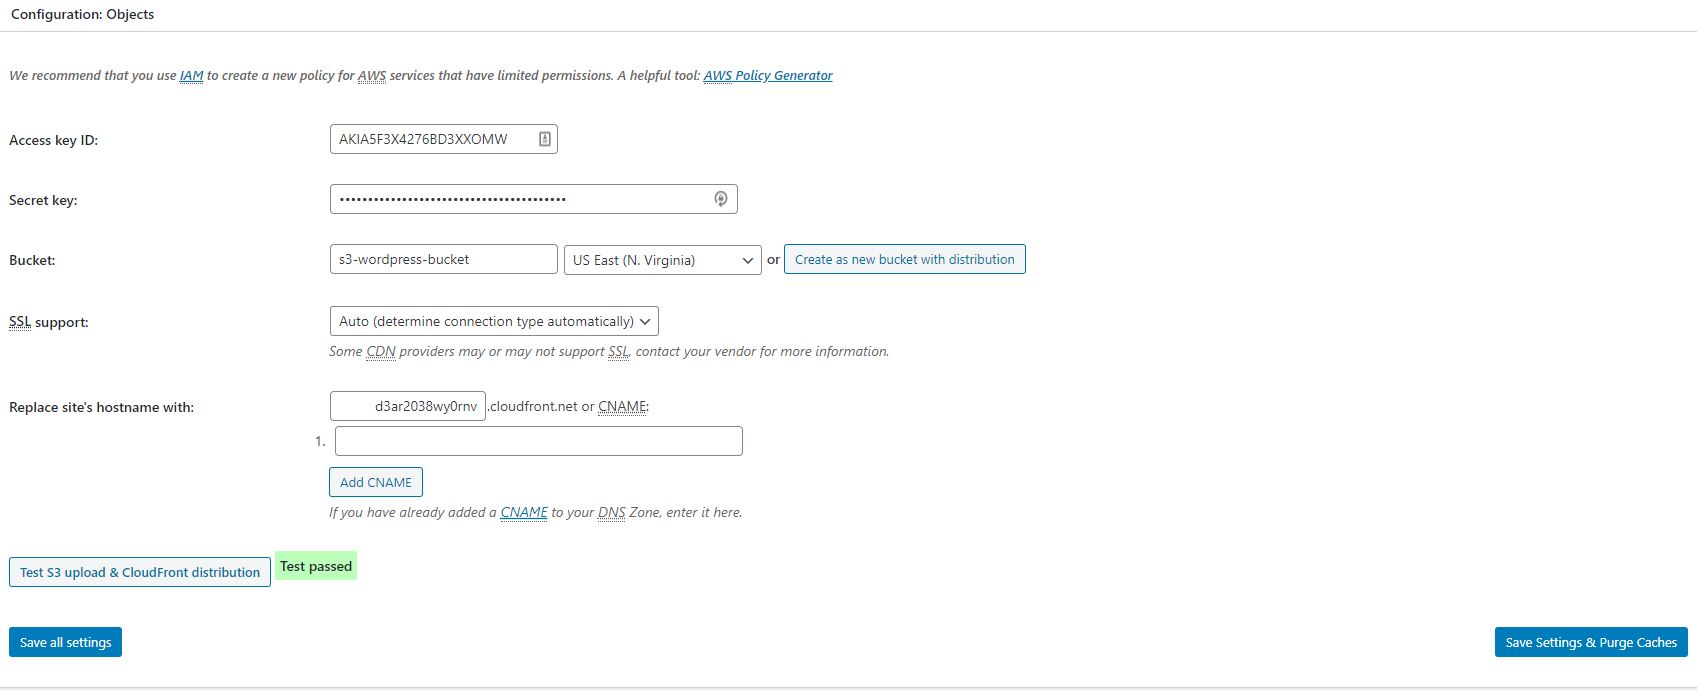 Configuration: Objects
We recommend that you use IAM to create a new policy for AWS services that have limited permissions. A helpful tool: AWS Policy Generator
Access key ID: AKIA5F3X4276BD3XXOMW
Secret key: ••••••••••••••••••••••••••••••••••••••••
Bucket: s3-wordpress-bucket US East (N. Virginia) or Create as new bucket with distribution
SSL support: Auto (determine connection type automatically)
Some CDN providers may or may not support SSL, contact your vendor for more information.
Replace site's hostname with: d3ar2038wy0rnv .cloudfront.net or CNAME:
1.
Add CNAME
If you have already added a CNAME to your DNS Zone, enter it here.
Test S3 upload & CloudFront distribution Test passed
Save all settings Save Settings & Purge Caches